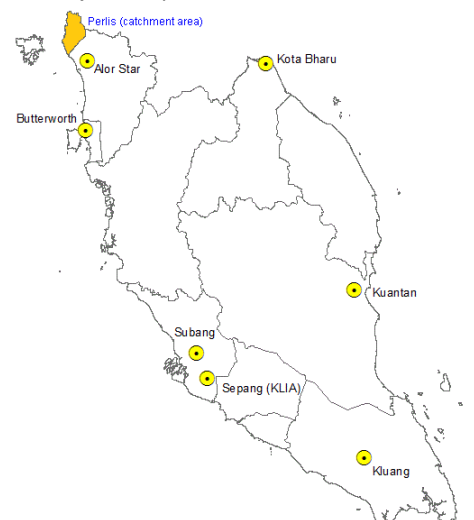 Perlis (catchment area)
Kota Bharu
Alor Star
Butterworth
Kuantan
Subang
Sepang (KLIA)
Kluang